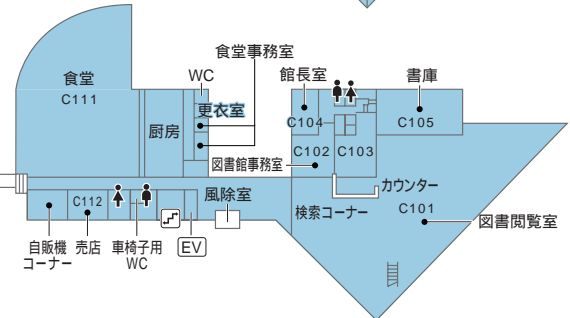 食堂事務室
WC
館長室
書庫
食堂
C111
更衣室
厨房
C104
C105
C102
C103
図書館事務室
カウンター
風除室
検索コーナー
C101
図書閲覧室
C112
自販機
コーナー
売店
車椅子用
WC
EV